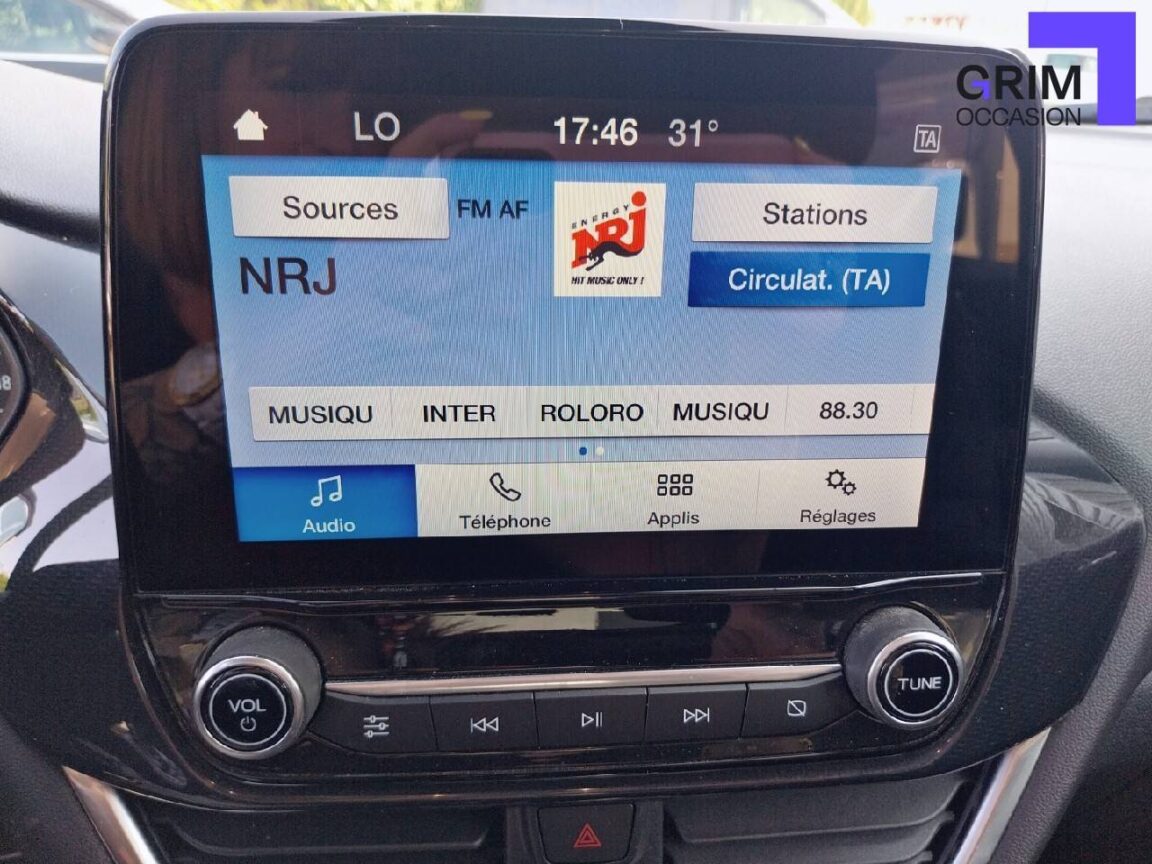 GRIM
OCCASION
LO 17:46 31° TA
Sources FM AF Stations
ENERGY
NRJ
HIT MUSIC ONLY !
NRJ Circulat. (TA)
MUSIQU INTER ROLORO MUSIQU 88.30
Audio Téléphone Applis Réglages
VOL TUNE